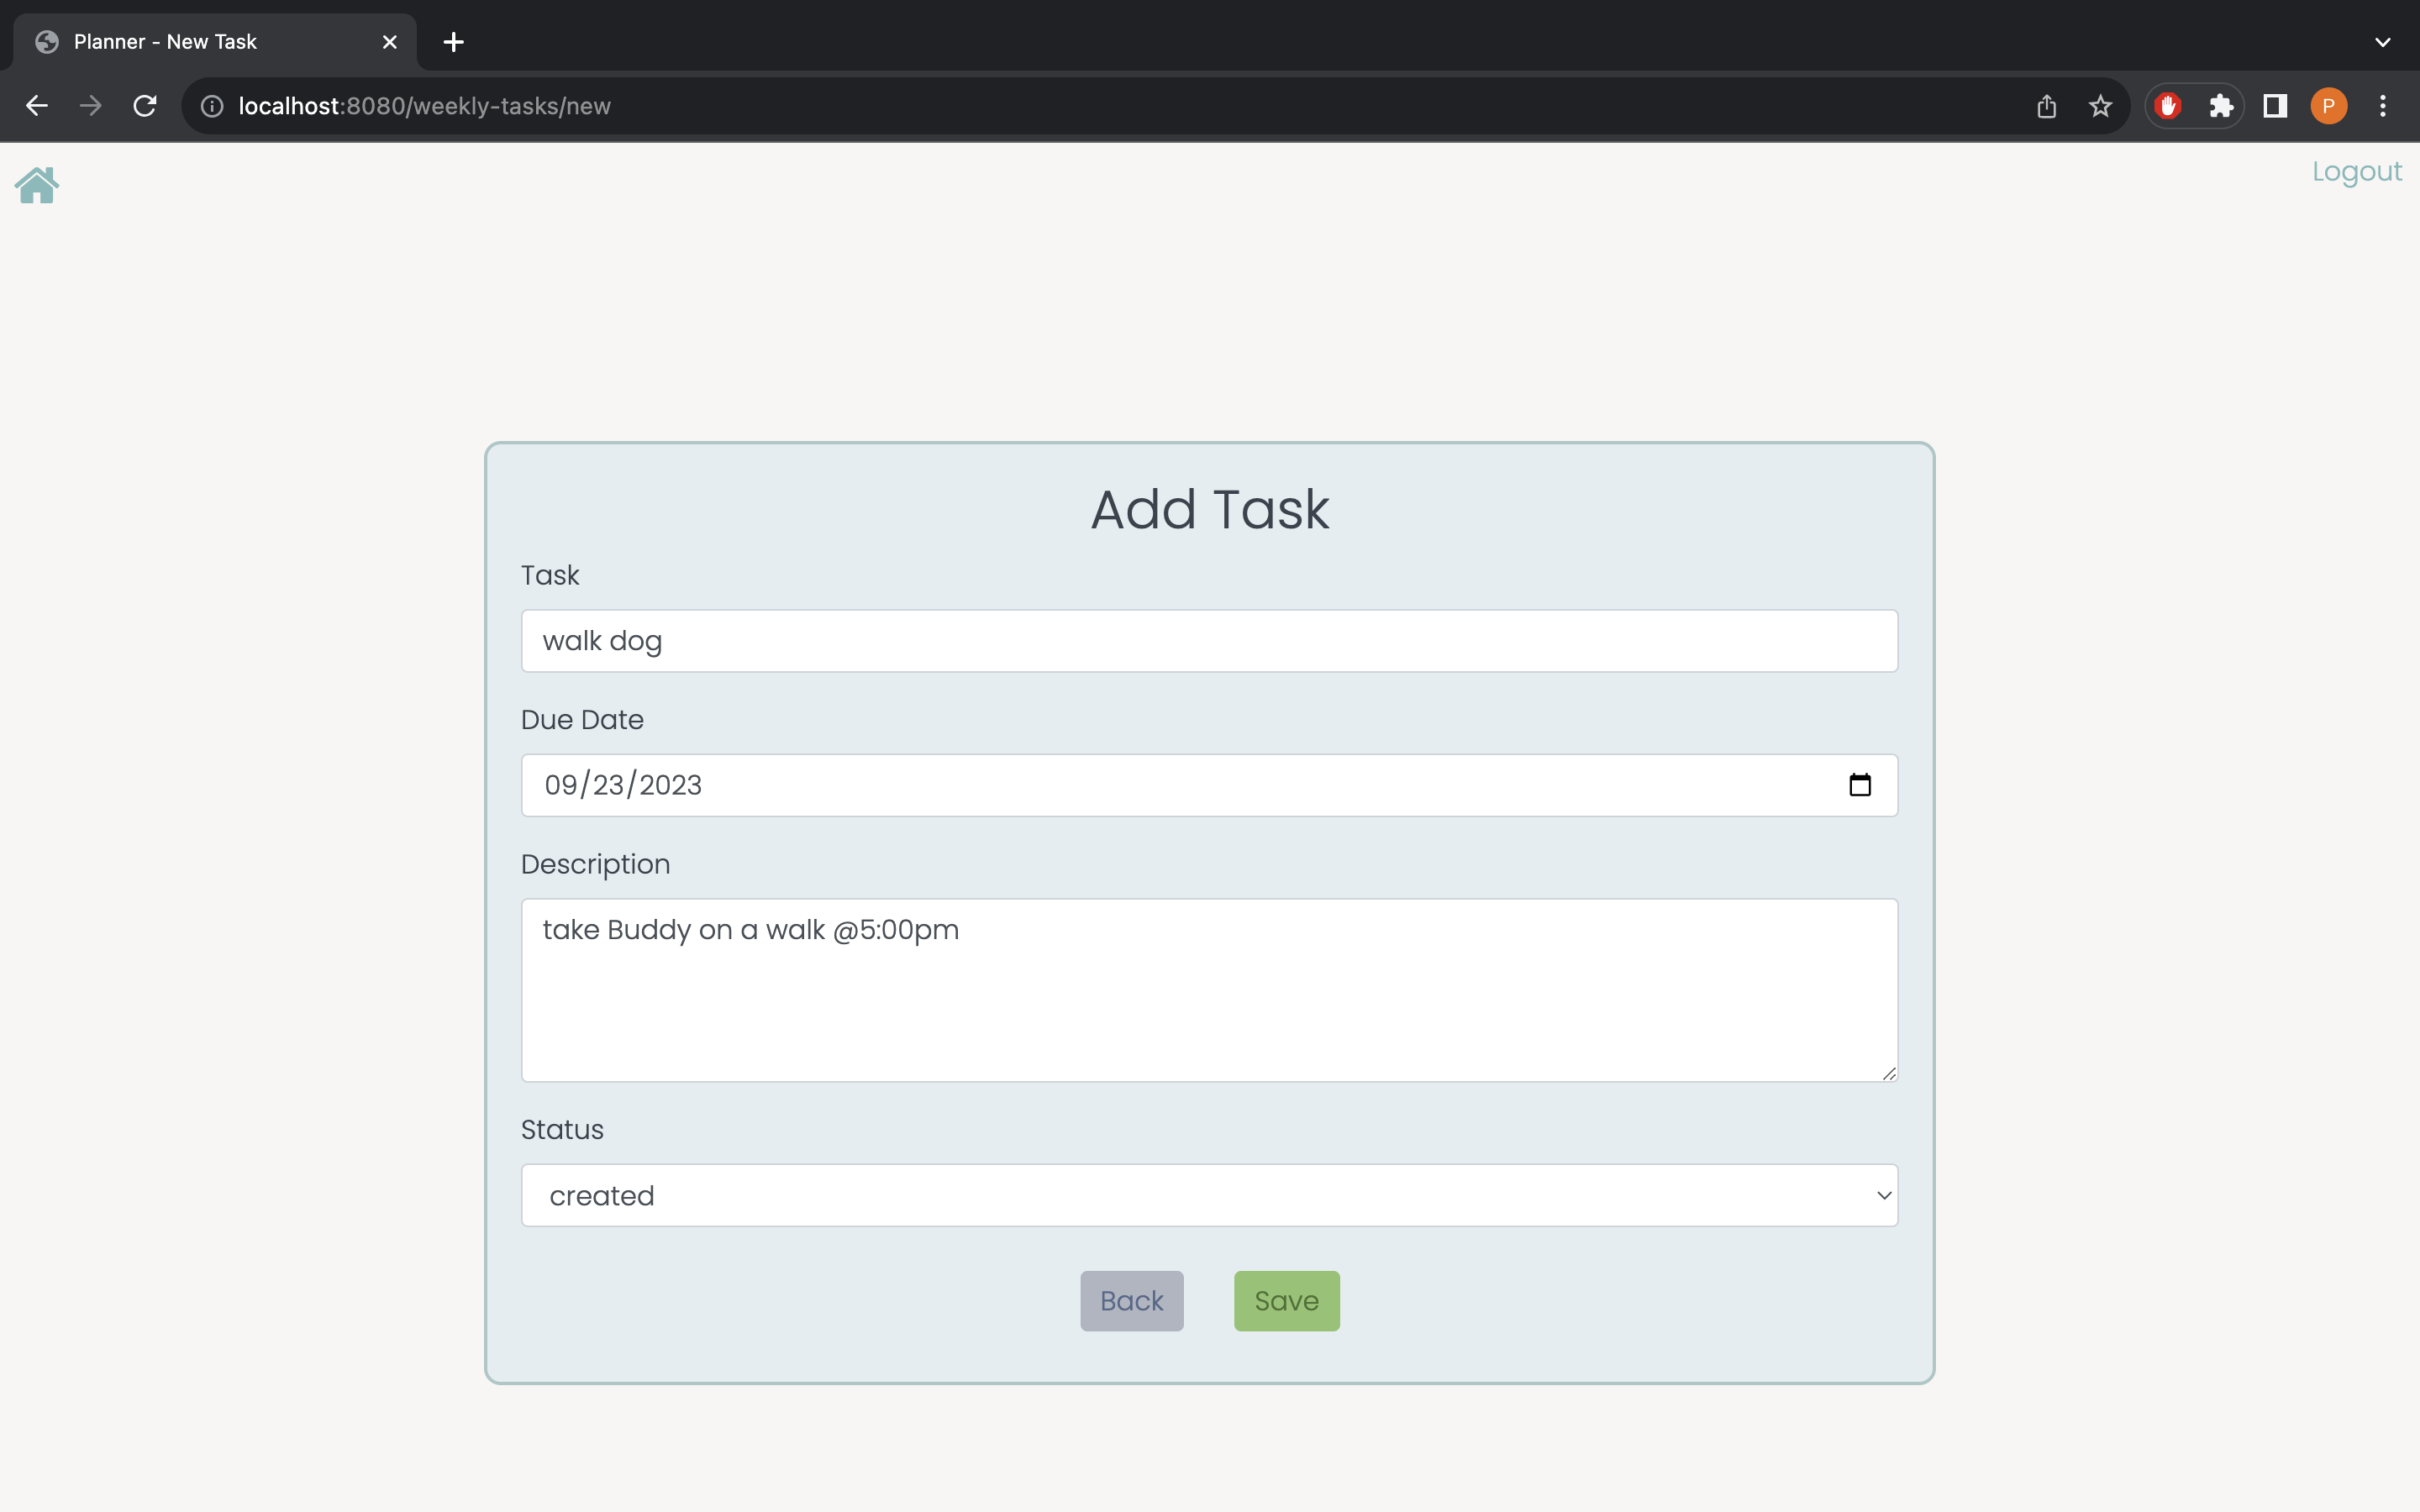 Planner - New Task
localhost:8080/weekly-tasks/new
P
Logout
Add Task
Task
walk dog
Due Date
09/23/2023
Description
take Buddy on a walk @5:00pm
Status
created
Back
Save